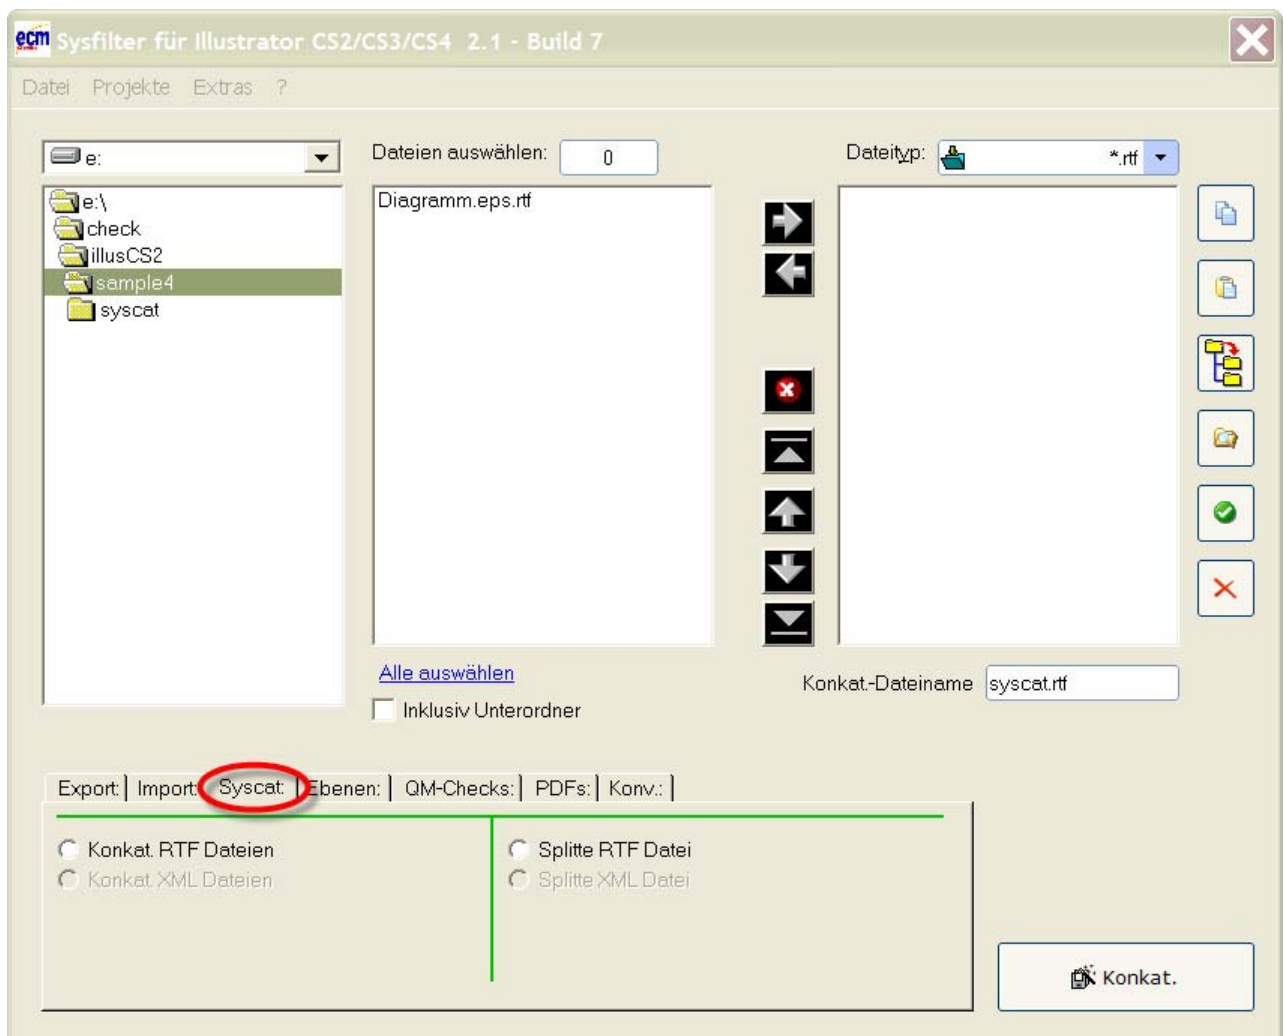 ecm Sysfilter für Illustrator CS2/CS3/CS4 2.1 - Build 7
Datei Projekte Extras ?
e: Dateien auswählen: 0 Dateityp: *.rtf
e:\
check
illusCS2
sample4
syscat
Diagramm.eps.rtf
Alle auswählen
Inklusiv Unterordner
Konkat.-Dateiname syscat.rtf
Export: Import: Syscat: Ebenen: QM-Checks: PDFs: Konv.:
Konkat. RTF Dateien Splitte RTF Datei
Konkat. XML Dateien Splitte XML Datei
Konkat.